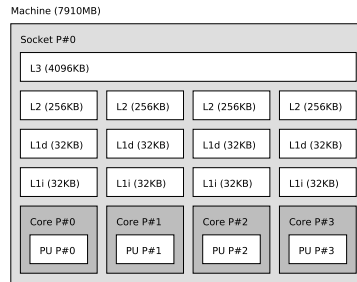 Machine (7910MB)
Socket P#0
L3 (4096KB)
L2 (256KB) L2 (256KB) L2 (256KB) L2 (256KB)
L1d (32KB) L1d (32KB) L1d (32KB) L1d (32KB)
L1i (32KB) L1i (32KB) L1i (32KB) L1i (32KB)
Core P#0 Core P#1 Core P#2 Core P#3
PU P#0 PU P#1 PU P#2 PU P#3